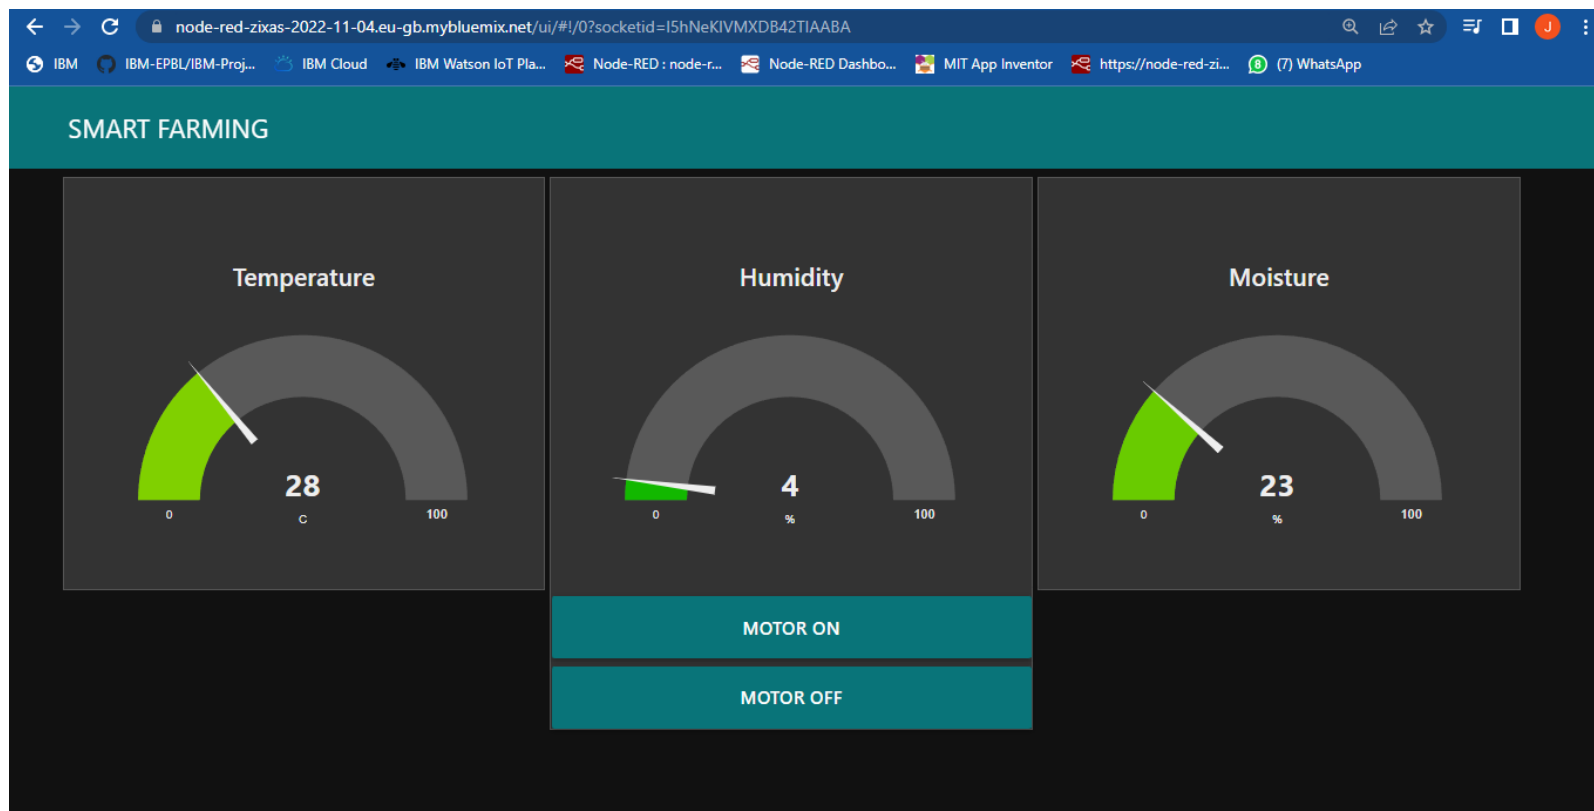 node-red-zixas-2022-11-04.eu-gb.mybluemix.net/ui/#!/0?socketid=I5hNeKIVMXDB42TIAABA
J
IBM IBM-EPBL/IBM-Proj... IBM Cloud IBM Watson IoT Pla... Node-RED : node-r... Node-RED Dashbo... MIT App Inventor https://node-red-zi... 8 (7) WhatsApp
SMART FARMING
Temperature
28
C
0
100
Humidity
4
%
0
100
MOTOR ON
MOTOR OFF
Moisture
23
%
0
100